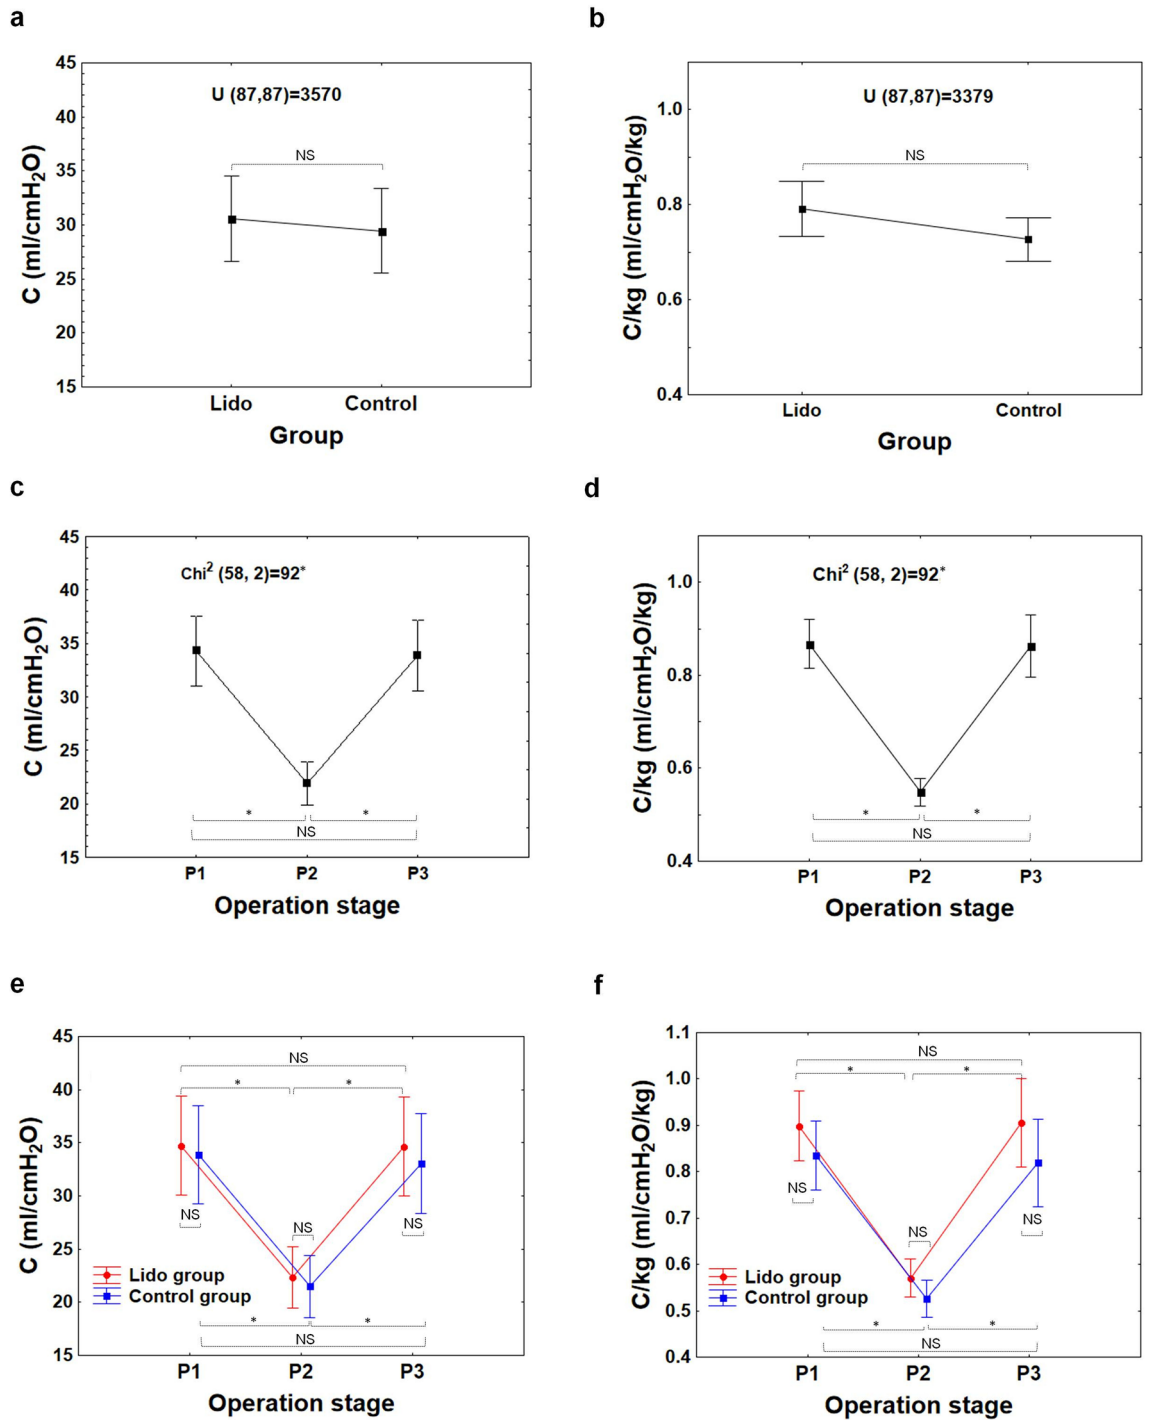 a
U (87,87)=3570
NS
C (ml/cmH₂O)
45
40
35
30
25
20
15
Lido Control
Group
b
U (87,87)=3379
NS
C/kg (ml/cmH₂O/kg)
1.0
0.8
0.6
0.4
Lido Control
Group
c
Chi² (58, 2)=92*
C (ml/cmH₂O)
45
40
35
30
25
20
15
* *
NS
P1 P2 P3
Operation stage
d
Chi² (58, 2)=92*
C/kg (ml/cmH₂O/kg)
1.0
0.8
0.6
0.4
* *
NS
P1 P2 P3
Operation stage
e
C (ml/cmH₂O)
45
40
35
30
25
20
15
NS
* *
NS NS NS
Lido group
Control group
* *
NS
P1 P2 P3
Operation stage
f
C/kg (ml/cmH₂O/kg)
1.1
1.0
0.9
0.8
0.7
0.6
0.5
0.4
NS
* *
NS NS NS
Lido group
Control group
* *
NS
P1 P2 P3
Operation stage